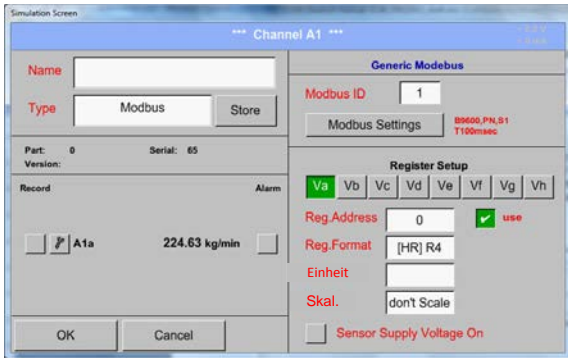 Simulation Screen
*** Channel A1 ***
Name
Type
Modbus
Store
Part: 0 Serial: 65
Version:
Record Alarm
A1a 224.63 kg/min
OK
Cancel
Generic Modebus
Modbus ID
1
Modbus Settings
B9600,PN,S1
T100msec
Register Setup
Va Vb Vc Vd Ve Vf Vg Vh
Reg.Address
0
use
Reg.Format
[HR] R4
Einheit
Skal.
don't Scale
Sensor Supply Voltage On